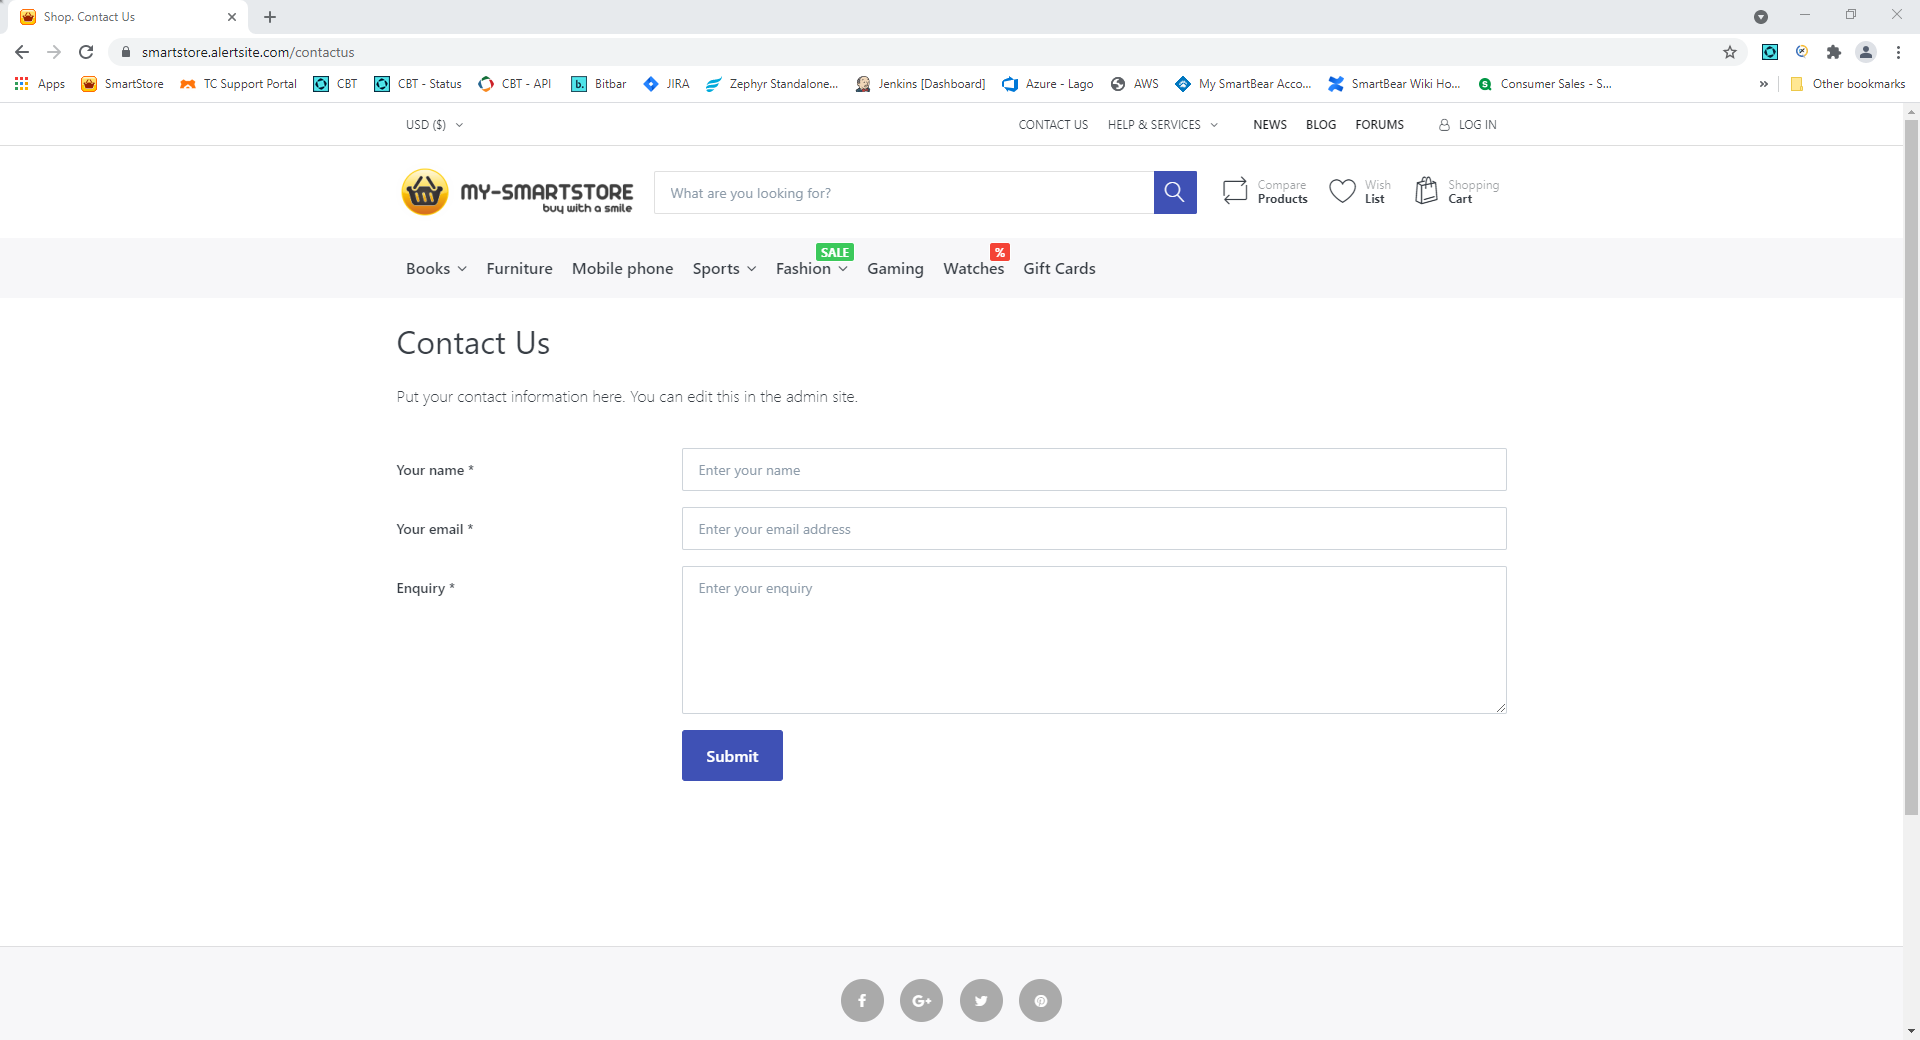 Shop. Contact Us
smartstore.alertsite.com/contactus
Apps SmartStore TC Support Portal CBT CBT - Status CBT - API b. Bitbar JIRA Zephyr Standalone... Jenkins [Dashboard] Azure - Lago AWS My SmartBear Acco... SmartBear Wiki Ho... Consumer Sales - S... » Other bookmarks
USD ($) CONTACT US HELP & SERVICES NEWS BLOG FORUMS LOG IN
MY-SMARTSTORE
buy with a smile
What are you looking for?
Compare
Products
Wish
List
Shopping
Cart
SALE %
Books Furniture Mobile phone Sports Fashion Gaming Watches Gift Cards
Contact Us
Put your contact information here. You can edit this in the admin site.
Your name * Enter your name
Your email * Enter your email address
Enquiry * Enter your enquiry
Submit
f G+